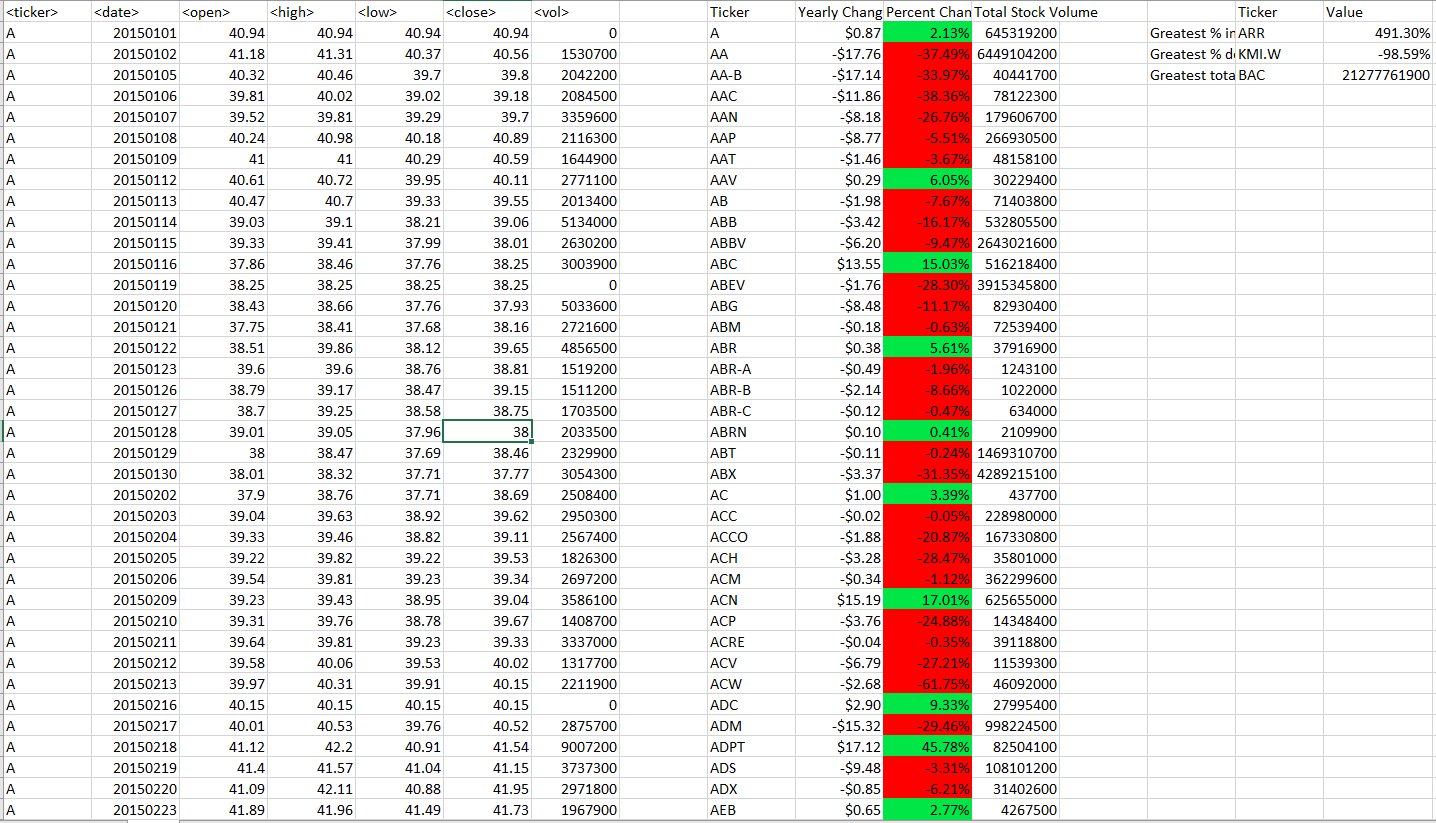 <ticker> <date> <open> <high> <low> <close> <vol> Ticker Yearly Chang Percent Chan Total Stock Volume Ticker Value
A 20150101 40.94 40.94 40.94 40.94 0 A $0.87 2.13% 645319200 Greatest % in ARR 491.30%
A 20150102 41.18 41.31 40.37 40.56 1530700 AA -$17.76 -37.49% 6449104200 Greatest % d KMI.W -98.59%
A 20150105 40.32 40.46 39.7 39.8 2042200 AA-B -$17.14 -33.97% 40441700 Greatest tota BAC 21277761900
A 20150106 39.81 40.02 39.02 39.18 2084500 AAC -$11.86 -38.36% 78122300
A 20150107 39.52 39.81 39.29 39.7 3359600 AAN -$8.18 -26.76% 179606700
A 20150108 40.24 40.98 40.18 40.89 2116300 AAP -$8.77 -5.51% 266930500
A 20150109 41 41 40.29 40.59 1644900 AAT -$1.46 -3.67% 48158100
A 20150112 40.61 40.72 39.95 40.11 2771100 AAV $0.29 6.05% 30229400
A 20150113 40.47 40.7 39.33 39.55 2013400 AB -$1.98 -7.67% 71403800
A 20150114 39.03 39.1 38.21 39.06 5134000 ABB -$3.42 -16.17% 532805500
A 20150115 39.33 39.41 37.99 38.01 2630200 ABBV -$6.20 -9.47% 2643021600
A 20150116 37.86 38.46 37.76 38.25 3003900 ABC $13.55 15.03% 516218400
A 20150119 38.25 38.25 38.25 38.25 0 ABEV -$1.76 -28.30% 3915345800
A 20150120 38.43 38.66 37.76 37.93 5033600 ABG -$8.48 -11.17% 82930400
A 20150121 37.75 38.41 37.68 38.16 2721600 ABM -$0.18 -0.63% 72539400
A 20150122 38.51 39.86 38.12 39.65 4856500 ABR $0.38 5.61% 37916900
A 20150123 39.6 39.6 38.76 38.81 1519200 ABR-A -$0.49 -1.96% 1243100
A 20150126 38.79 39.17 38.47 39.15 1511200 ABR-B -$2.14 -8.66% 1022000
A 20150127 38.7 39.25 38.58 38.75 1703500 ABR-C -$0.12 -0.47% 634000
A 20150128 39.01 39.05 37.96 38 2033500 ABRN $0.10 0.41% 2109900
A 20150129 38 38.47 37.69 38.46 2329900 ABT -$0.11 -0.24% 1469310700
A 20150130 38.01 38.32 37.71 37.77 3054300 ABX -$3.37 -31.35% 4289215100
A 20150202 37.9 38.76 37.71 38.69 2508400 AC $1.00 3.39% 437700
A 20150203 39.04 39.63 38.92 39.62 2950300 ACC -$0.02 -0.05% 228980000
A 20150204 39.33 39.46 38.82 39.11 2567400 ACCO -$1.88 -20.87% 167330800
A 20150205 39.22 39.82 39.22 39.53 1826300 ACH -$3.28 -28.47% 35801000
A 20150206 39.54 39.81 39.23 39.34 2697200 ACM -$0.34 -1.12% 362299600
A 20150209 39.23 39.43 38.95 39.04 3586100 ACN $15.19 17.01% 625655000
A 20150210 39.31 39.76 38.78 39.67 1408700 ACP -$3.76 -24.88% 14348400
A 20150211 39.64 39.81 39.23 39.33 3337000 ACRE -$0.04 -0.35% 39118800
A 20150212 39.58 40.06 39.53 40.02 1317700 ACV -$6.79 -27.21% 11539300
A 20150213 39.97 40.31 39.91 40.15 2211900 ACW -$2.68 -61.75% 46092000
A 20150216 40.15 40.15 40.15 40.15 0 ADC $2.90 9.33% 27995400
A 20150217 40.01 40.53 39.76 40.52 2875700 ADM -$15.32 -29.46% 998224500
A 20150218 41.12 42.2 40.91 41.54 9007200 ADPT $17.12 45.78% 82504100
A 20150219 41.4 41.57 41.04 41.15 3737300 ADS -$9.48 -3.31% 108101200
A 20150220 41.09 42.11 40.88 41.95 2971800 ADX -$0.85 -6.21% 31402600
A 20150223 41.89 41.96 41.49 41.73 1967900 AEB $0.65 2.77% 4267500